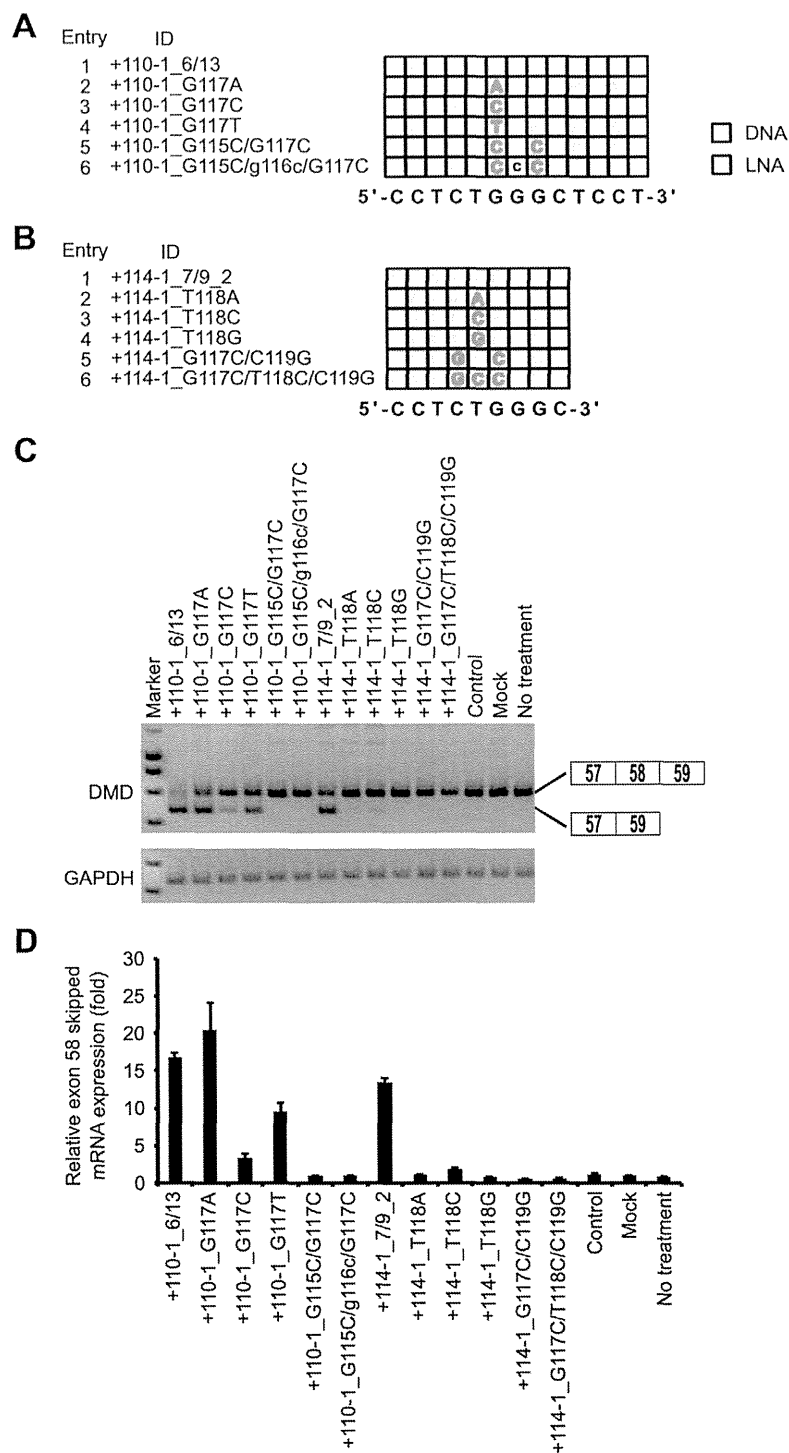 A
Entry ID
1 +110-1_6/13
2 +110-1_G117A
3 +110-1_G117C
4 +110-1_G117T
5 +110-1_G115C/G117C
6 +110-1_G115C/g116c/G117C
A
C
T
C C
C c C
5'-CCTCTGGGCTCCT-3'
DNA
LNA
B
Entry ID
1 +114-1_7/9_2
2 +114-1_T118A
3 +114-1_T118C
4 +114-1_T118G
5 +114-1_G117C/C119G
6 +114-1_G117C/T118C/C119G
A
C
G
G C
G C C
5'-CCTCTGGGC-3'
C
Marker
+110-1_6/13
+110-1_G117A
+110-1_G117C
+110-1_G117T
+110-1_G115C/G117C
+110-1_G115C/g116c/G117C
+114-1_7/9_2
+114-1_T118A
+114-1_T118C
+114-1_T118G
+114-1_G117C/C119G
+114-1_G117C/T118C/C119G
Control
Mock
No treatment
DMD
57 58 59
57 59
GAPDH
D
Relative exon 58 skipped
mRNA expression (fold)
30
25
20
15
10
5
0
+110-1_6/13
+110-1_G117A
+110-1_G117C
+110-1_G117T
+110-1_G115C/G117C
+110-1_G115C/g116c/G117C
+114-1_7/9_2
+114-1_T118A
+114-1_T118C
+114-1_T118G
+114-1_G117C/C119G
+114-1_G117C/T118C/C119G
Control
Mock
No treatment